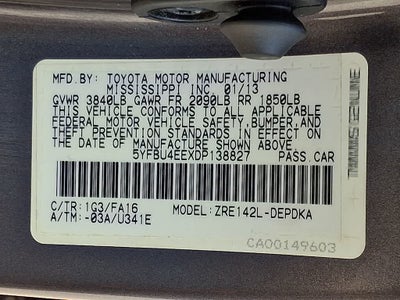 MFD. BY: TOYOTA MOTOR MANUFACTURING
MISSISSIPPI INC. 01/13
GVWR 3840LB GAWR FR 2090LB RR 1850LB
THIS VEHICLE CONFORMS TO ALL APPLICABLE
FEDERAL MOTOR VEHICLE SAFETY, BUMPER, AND
THEFT PREVENTION STANDARDS IN EFFECT ON
THE DATE OF MANUFACTURE SHOWN ABOVE.
5YFBU4EEXDP138827 PASS.CAR
C/TR: 1G3/FA16 MODEL: ZRE142L-DEPDKA
A/TM: -03A/U341E
CA00149603